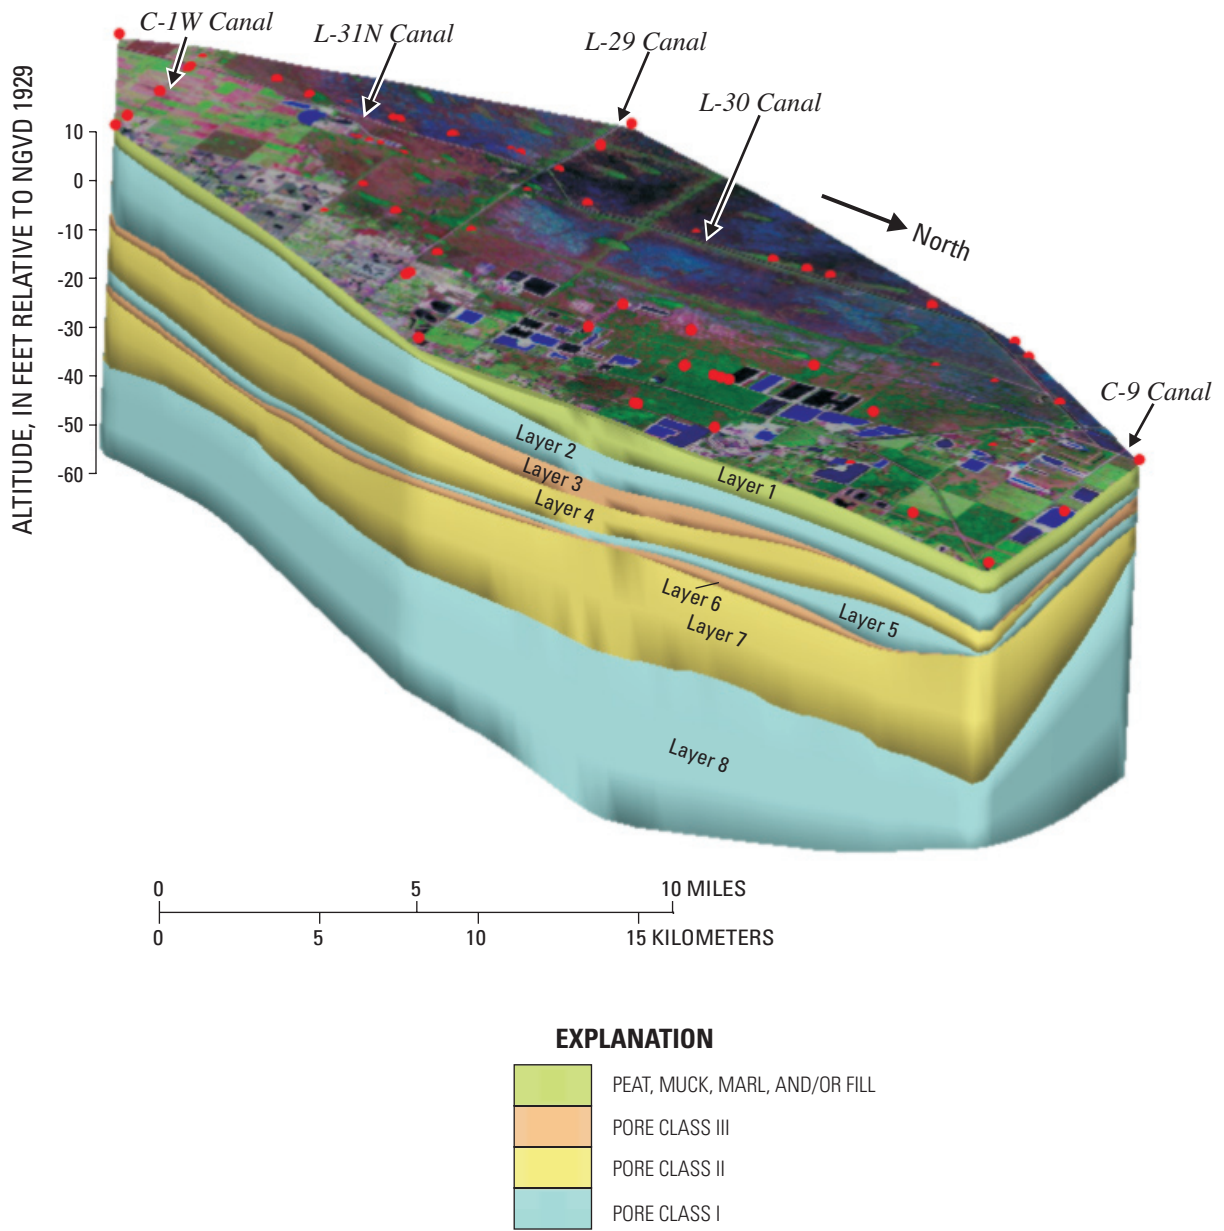 C-1W Canal
L-31N Canal
L-29 Canal
L-30 Canal
North
C-9 Canal
ALTITUDE, IN FEET RELATIVE TO NGVD 1929
10
0
-10
-20
-30
-40
-50
-60
Layer 1
Layer 2
Layer 3
Layer 4
Layer 5
Layer 6
Layer 7
Layer 8
0 5 10 MILES
0 5 10 15 KILOMETERS
EXPLANATION
PEAT, MUCK, MARL, AND/OR FILL
PORE CLASS III
PORE CLASS II
PORE CLASS I